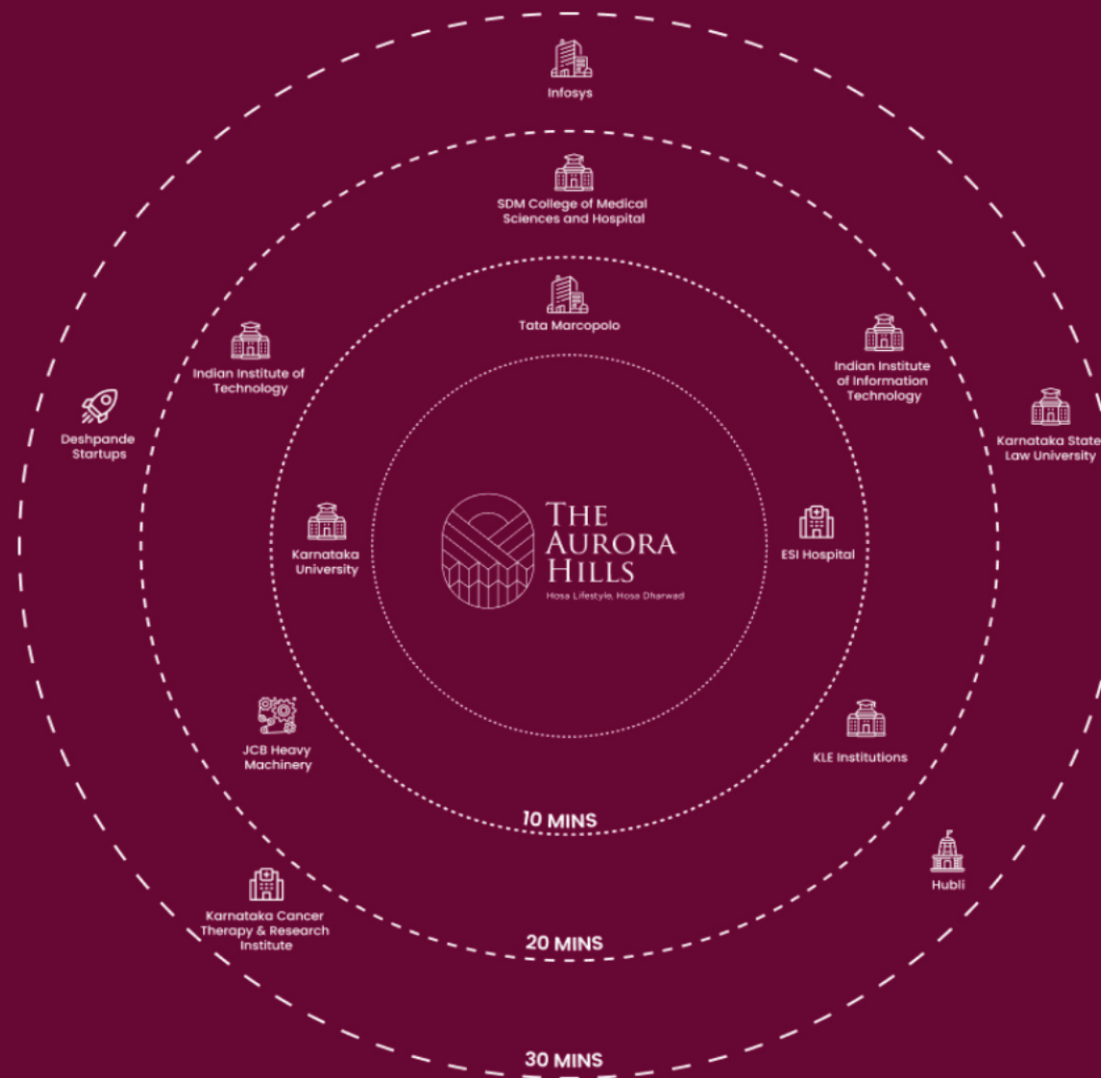 Infosys
SDM College of Medical
Sciences and Hospital
Tata Marcopolo
Indian Institute of
Technology
Indian Institute
of Information
Technology
Deshpande
Startups
Karnataka State
Law University
Karnataka
University
THE
AURORA
HILLS
Hosa Lifestyle, Hosa Dharwad
ESI Hospital
JCB Heavy
Machinery
KLE Institutions
10 MINS
Hubli
Karnataka Cancer
Therapy & Research
Institute
20 MINS
30 MINS